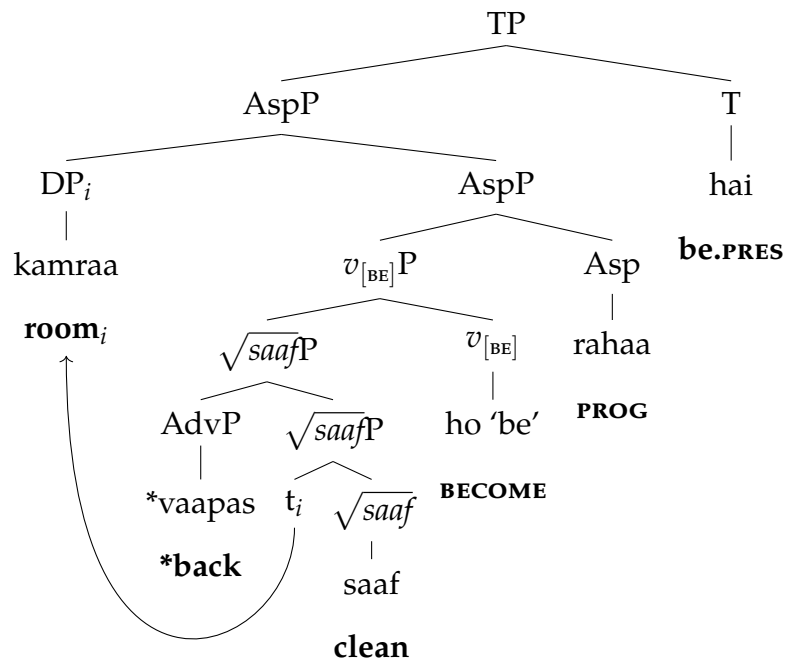 TP
AspP T
DPi AspP hai
kamraa v[BE]P Asp be.PRES
roomi √saafP v[BE] rahaa
AdvP √saafP ho ‘be’ PROG
*vaapas ti √saaf BECOME
*back saaf
clean